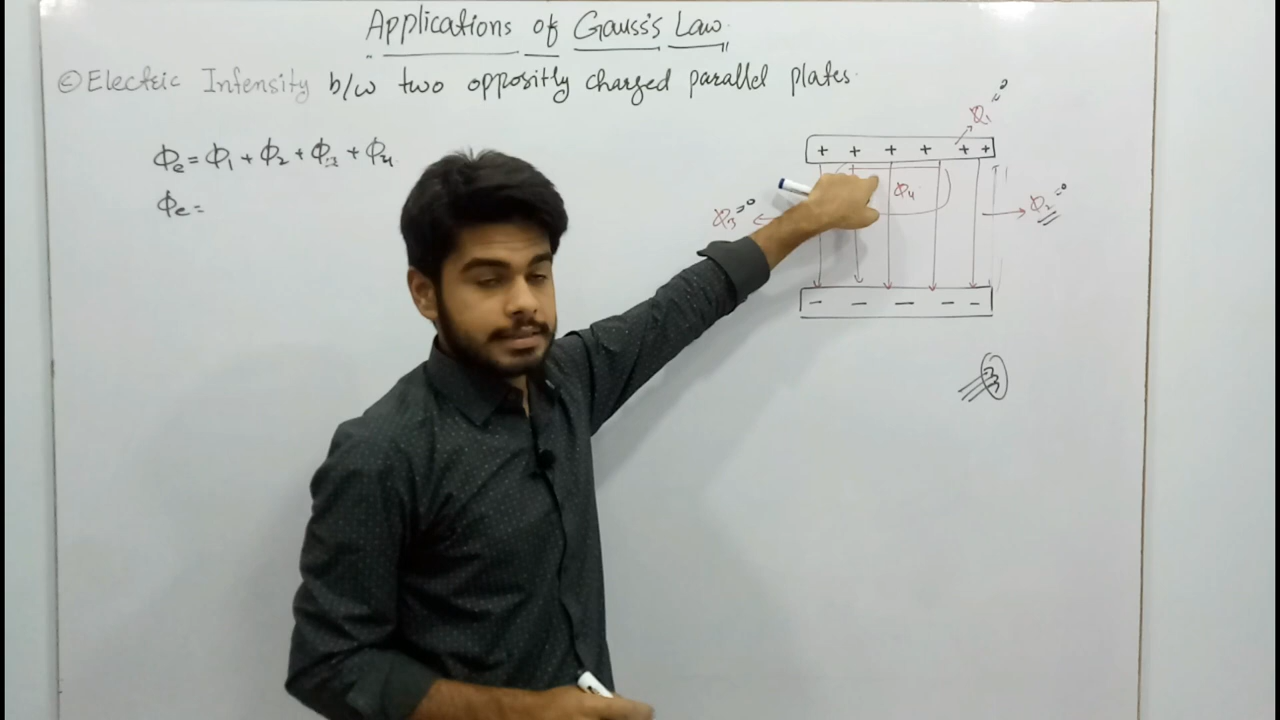 Applications of Gauss's Law
© Electric Intensity b/w two oppositly charged parallel plates.
Φe = Φ1 + Φ2 + Φ3 + Φ4
Φe =
Φ1 = 0
+ + + + + +
Φ4
Φ3 = 0
Φ2 = 0
− − − − −